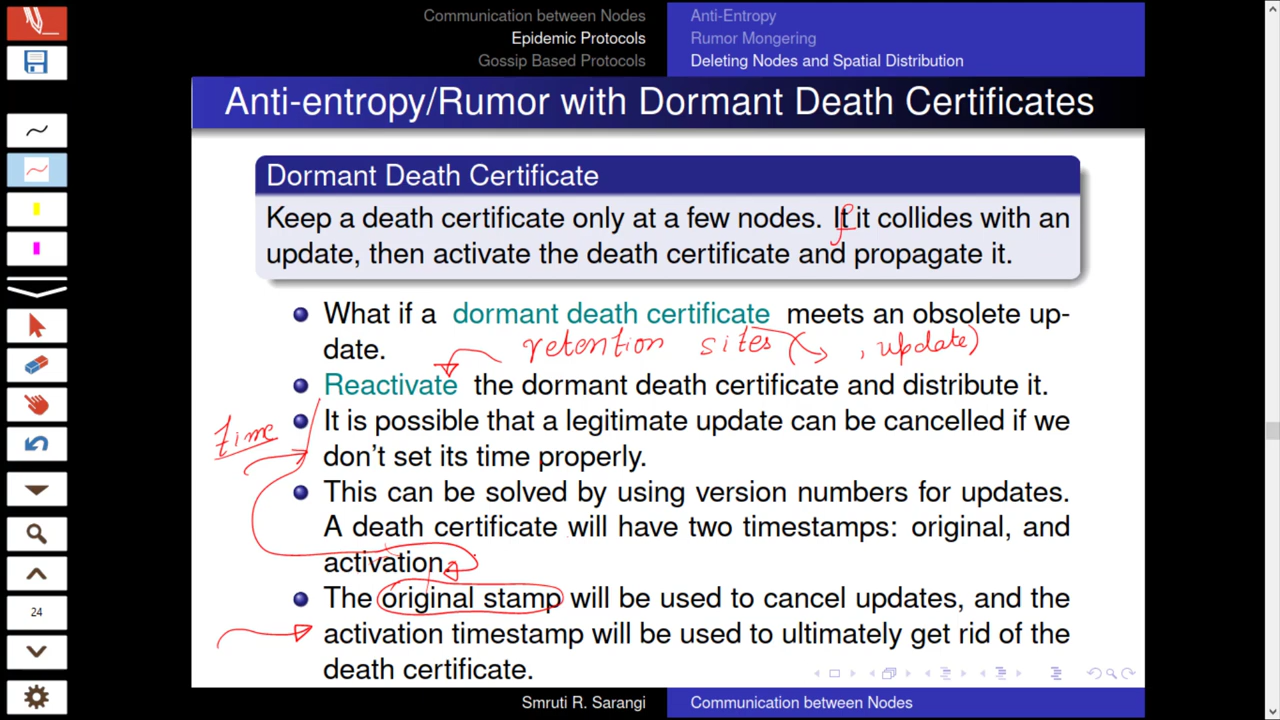 Communication between Nodes
Epidemic Protocols
Gossip Based Protocols
Anti-Entropy
Rumor Mongering
Deleting Nodes and Spatial Distribution
Anti-entropy/Rumor with Dormant Death Certificates
Dormant Death Certificate
Keep a death certificate only at a few nodes. It it collides with an
f
update, then activate the death certificate and propagate it.
What if a dormant death certificate meets an obsolete up-
date.
retention sites ( , update)
Reactivate the dormant death certificate and distribute it.
It is possible that a legitimate update can be cancelled if we
time
don't set its time properly.
This can be solved by using version numbers for updates.
A death certificate will have two timestamps: original, and
activation.
The original stamp will be used to cancel updates, and the
activation timestamp will be used to ultimately get rid of the
death certificate.
24
Smruti R. Sarangi Communication between Nodes